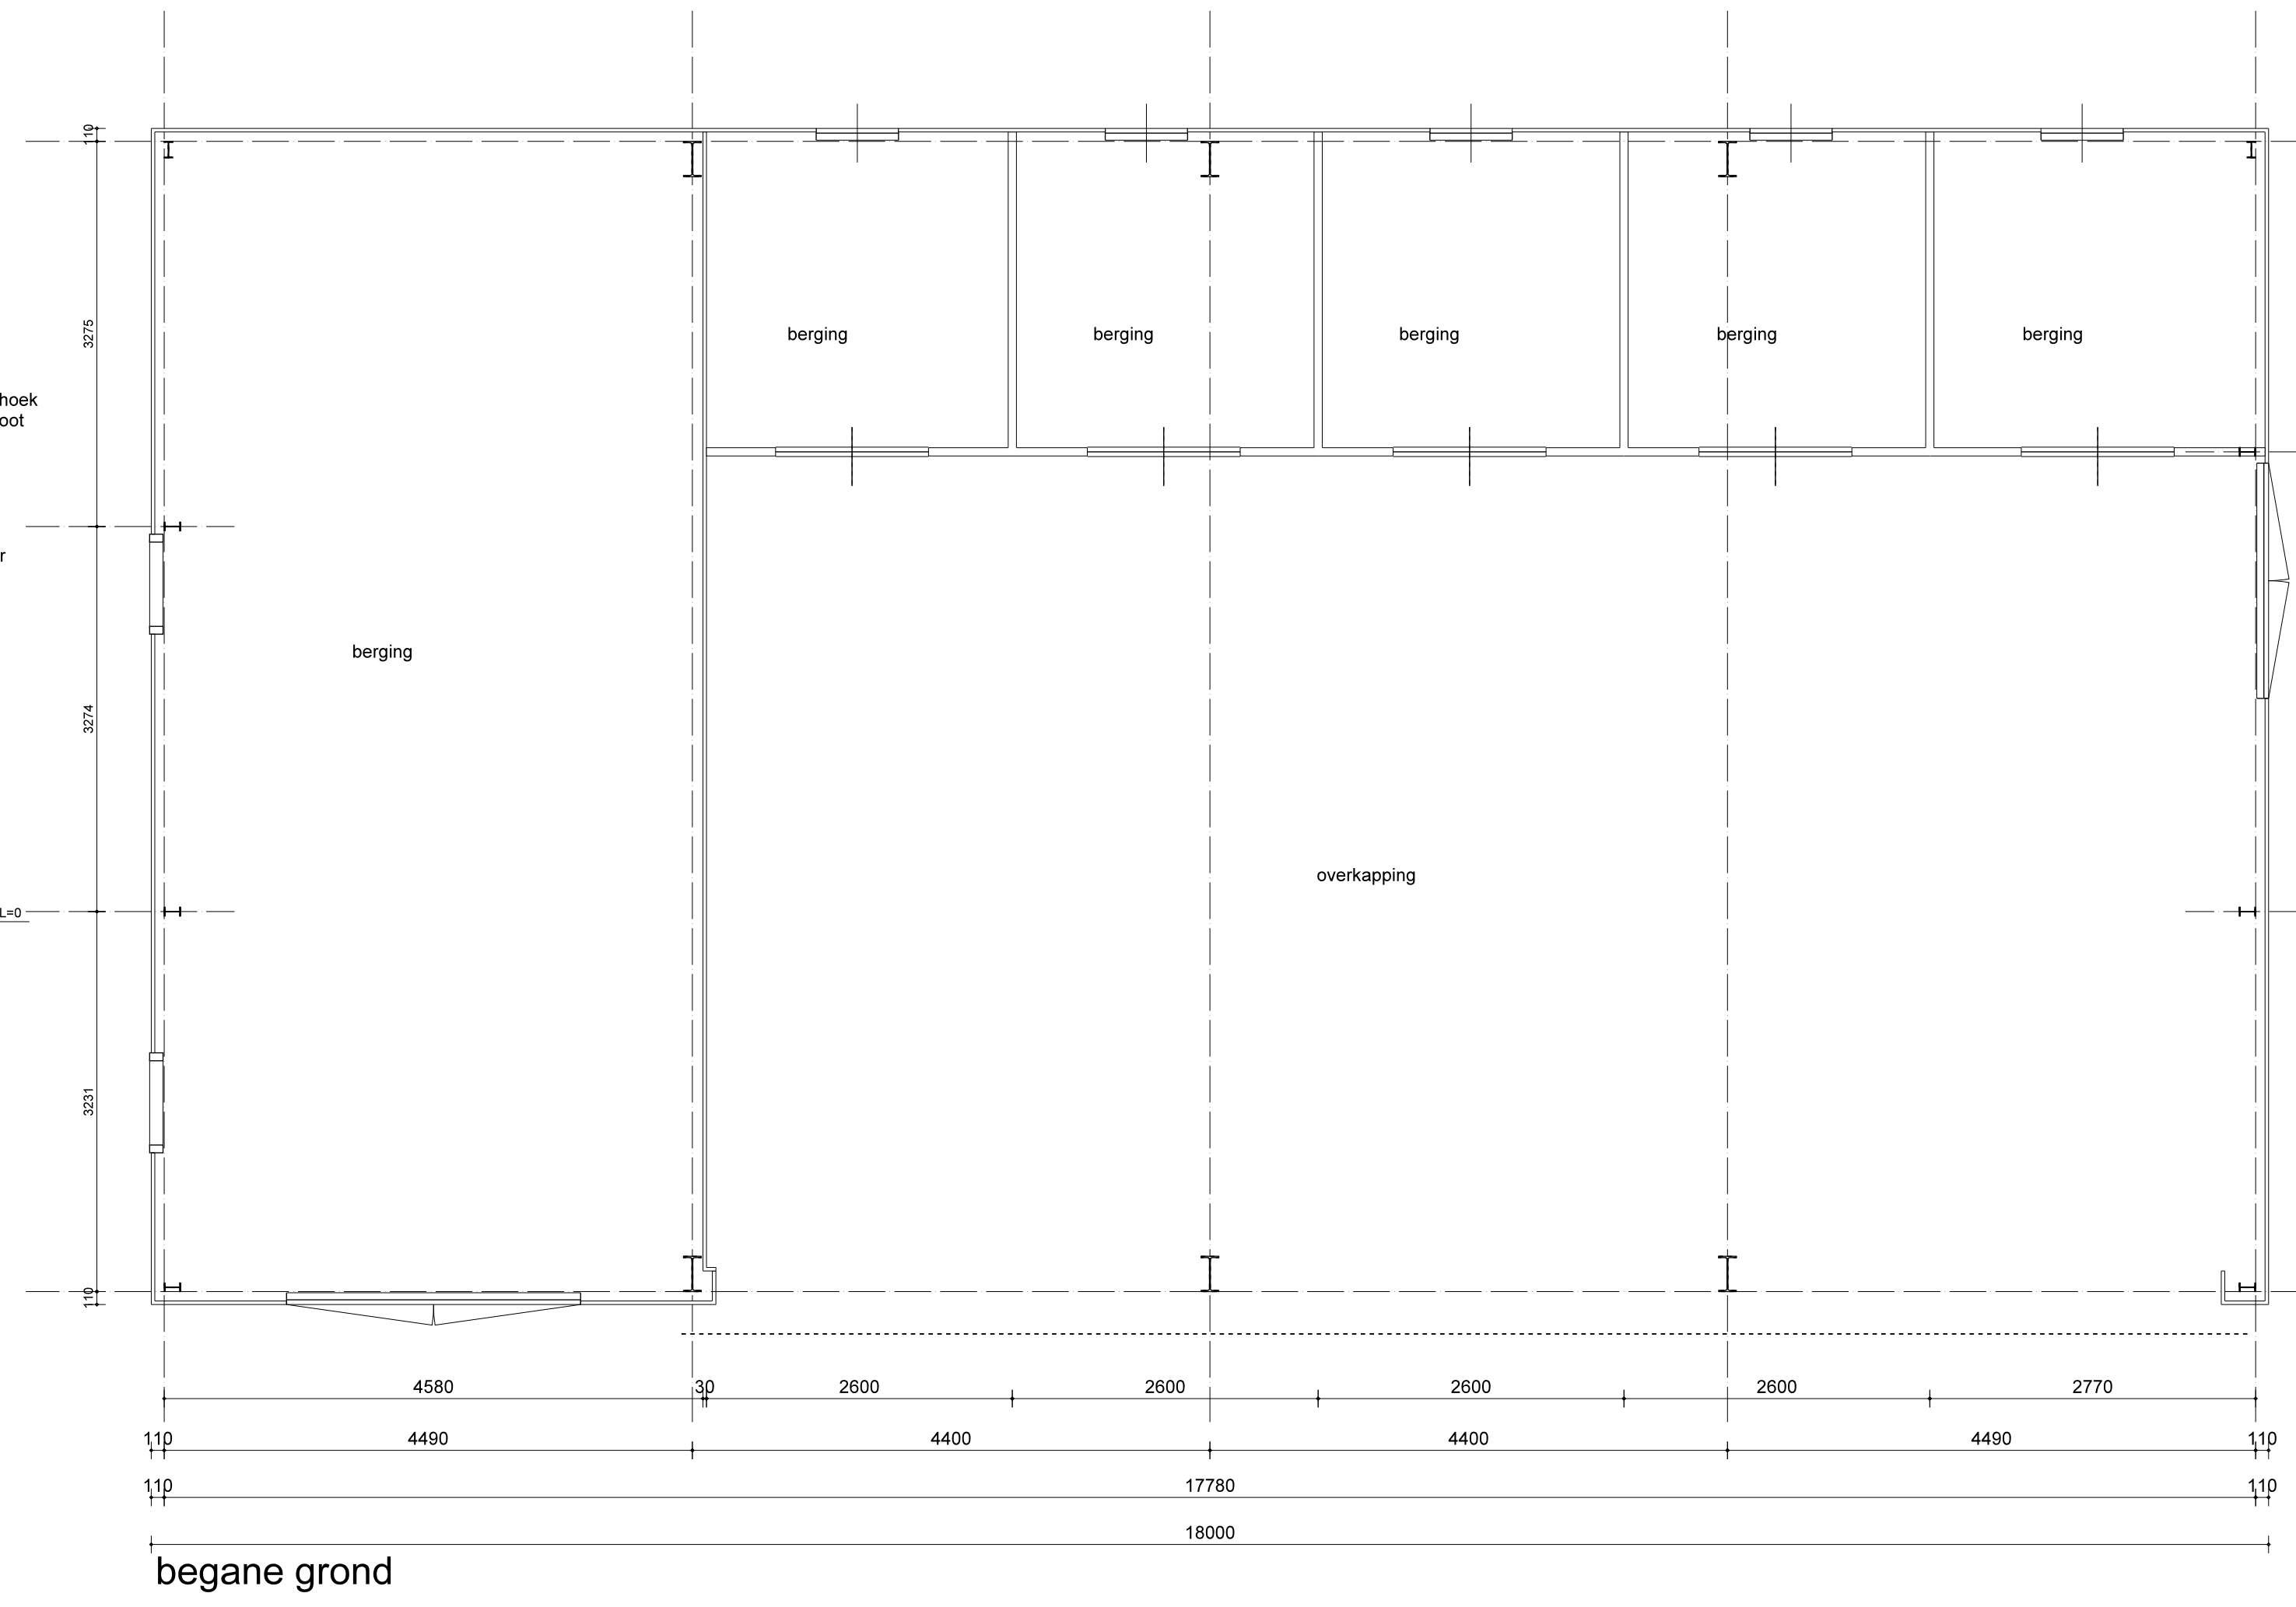 110
3275
berging berging berging berging berging
hoek
oot
r
berging
3274
overkapping
L=0
3231
110
4580 30 2600 2600 2600 2600 2770
110 4490 4400 4400 4490 110
110 17780 110
18000
begane grond